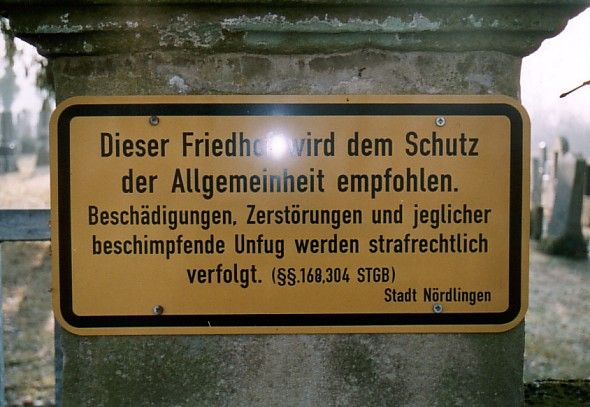 Dieser Friedhof wird dem Schutz
der Allgemeinheit empfohlen.
Beschädigungen, Zerstörungen und jeglicher
beschimpfende Unfug werden strafrechtlich
verfolgt. (§§.168,304 STGB)
Stadt Nördlingen